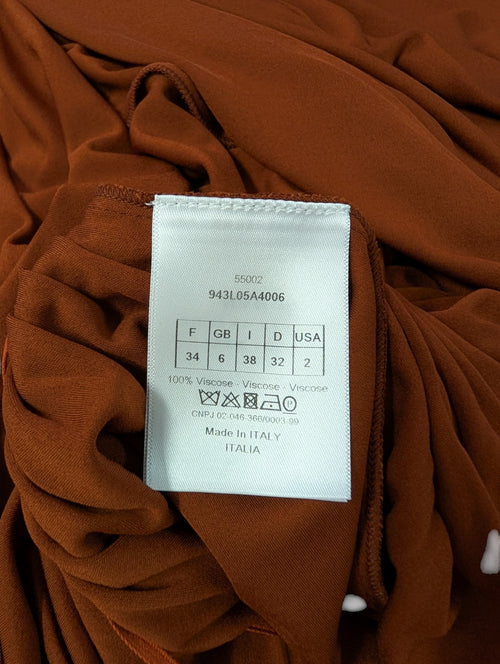 55002
943L05A4006
F GB I D USA
34 6 38 32 2
100% Viscose - Viscose - Viscose
CNPJ 02-046-366/0003-99
Made In ITALY
ITALIA